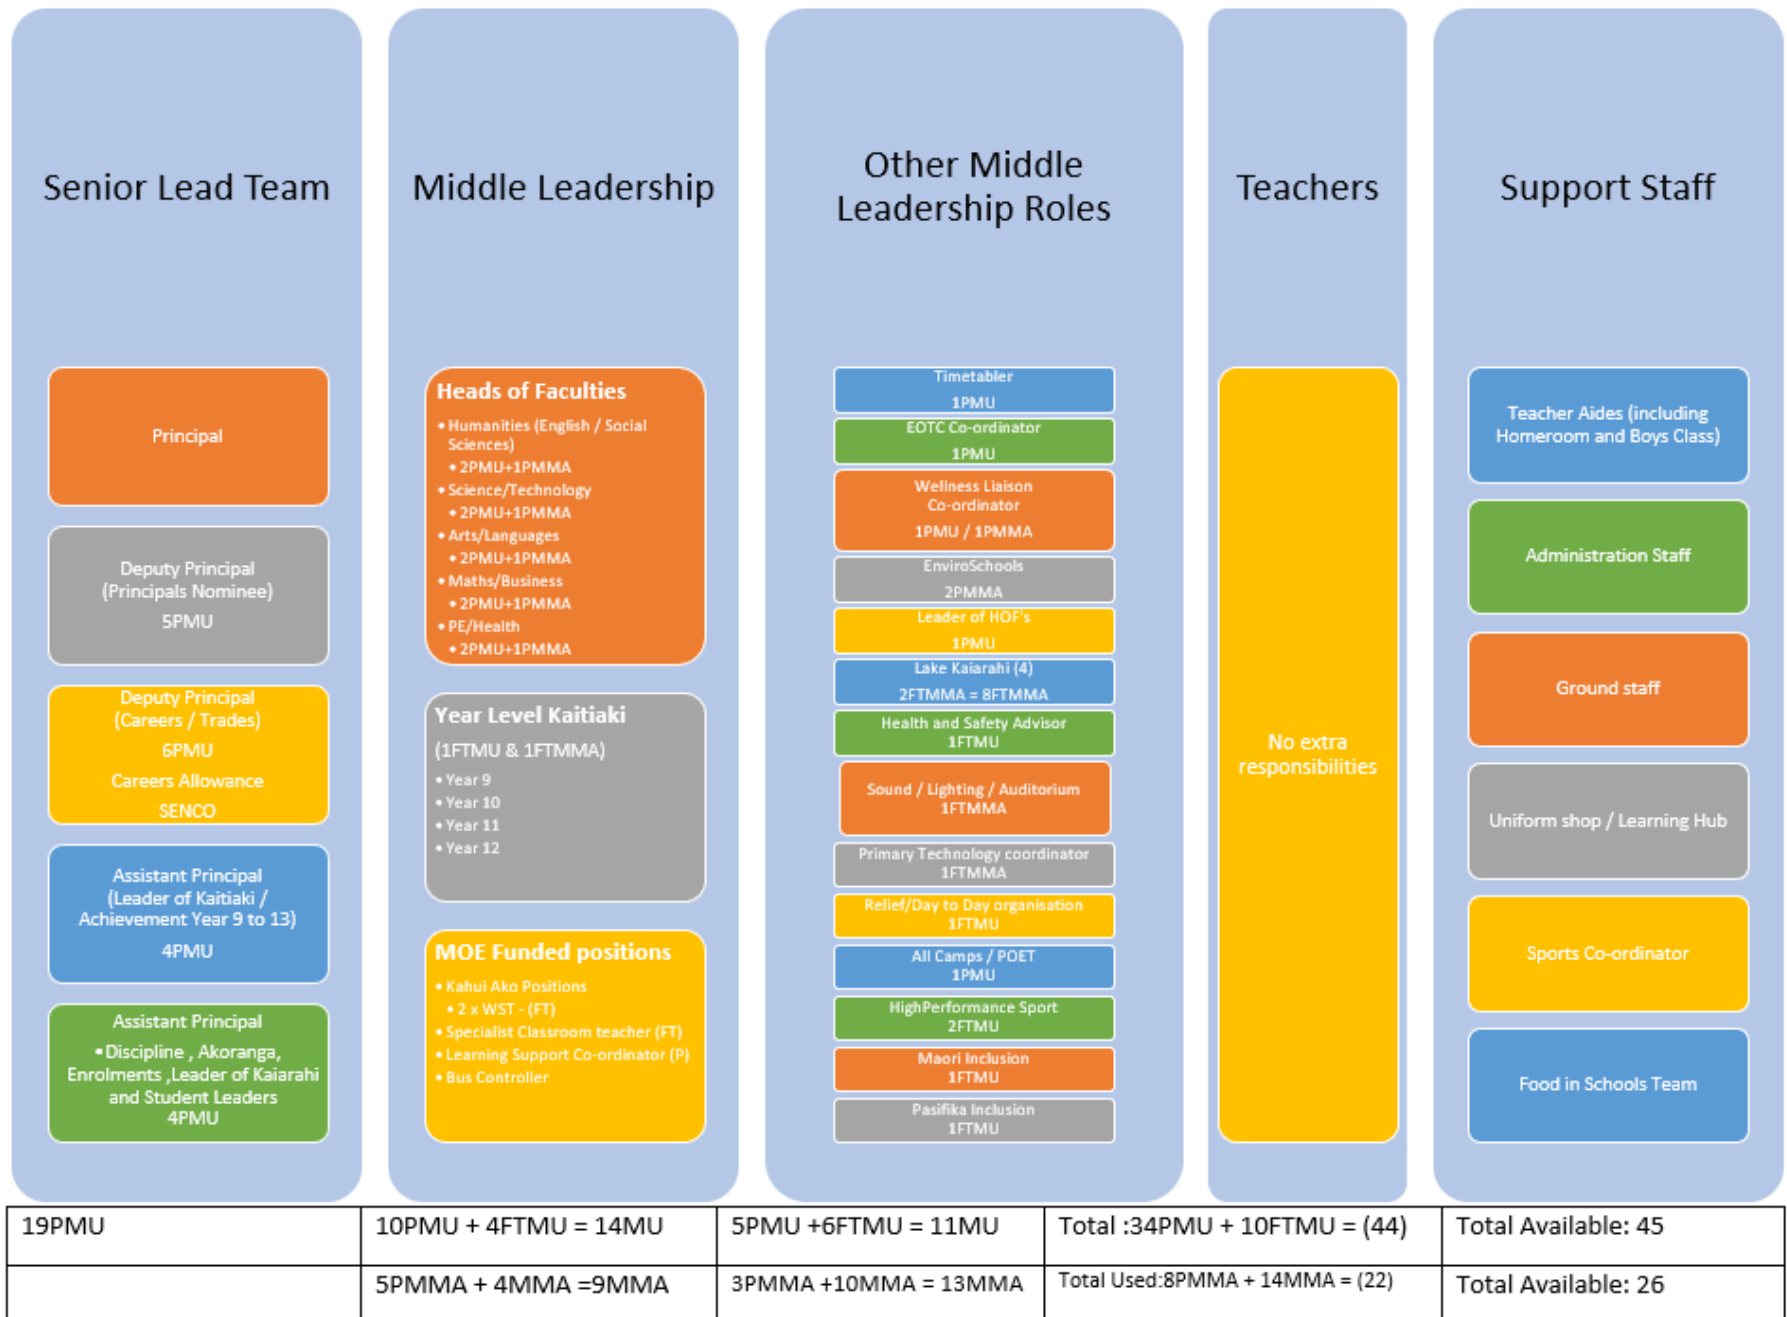 Senior Lead Team
Principal
Deputy Principal
(Principals Nominee)
5PMU
Deputy Principal
(Careers / Trades)
6PMU
Careers Allowance
SENCO
Assistant Principal
(Leader of Kaitiaki /
Achievement Year 9 to 13)
4PMU
Assistant Principal
•Discipline , Akoranga,
Enrolments ,Leader of Kaiarahi
and Student Leaders
4PMU
Middle Leadership
Heads of Faculties
•Humanities (English / Social
Sciences)
•2PMU+1PMMA
•Science/Technology
•2PMU+1PMMA
•Arts/Languages
•2PMU+1PMMA
•Maths/Business
•2PMU+1PMMA
•PE/Health
•2PMU+1PMMA
Year Level Kaitiaki
(1FTMU & 1FTMMA)
•Year 9
•Year 10
•Year 11
•Year 12
MOE Funded positions
•Kahui Ako Positions
•2 x WST - (FT)
•Specialist Classroom teacher (FT)
•Learning Support Co-ordinator (P)
•Bus Controller
Other Middle
Leadership Roles
Timetabler
1PMU
EOTC Co-ordinator
1PMU
Wellness Liaison
Co-ordinator
1PMU / 1PMMA
EnviroSchools
2PMMA
Leader of HOF's
1PMU
Lake Kaiarahi (4)
2FTMMA = 8FTMMA
Health and Safety Advisor
1FTMU
Sound / Lighting / Auditorium
1FTMMA
Primary Technology coordinator
1FTMMA
Relief/Day to Day organisation
1FTMU
All Camps / POET
1PMU
HighPerformance Sport
2FTMU
Maori Inclusion
1FTMU
Pasifika Inclusion
1FTMU
Teachers
No extra
responsibilities
Support Staff
Teacher Aides (including
Homeroom and Boys Class)
Administration Staff
Ground staff
Uniform shop / Learning Hub
Sports Co-ordinator
Food in Schools Team
19PMU
10PMU + 4FTMU = 14MU
5PMU +6FTMU = 11MU
Total :34PMU + 10FTMU = (44)
Total Available: 45
5PMMA + 4MMA =9MMA
3PMMA +10MMA = 13MMA
Total Used:8PMMA + 14MMA = (22)
Total Available: 26